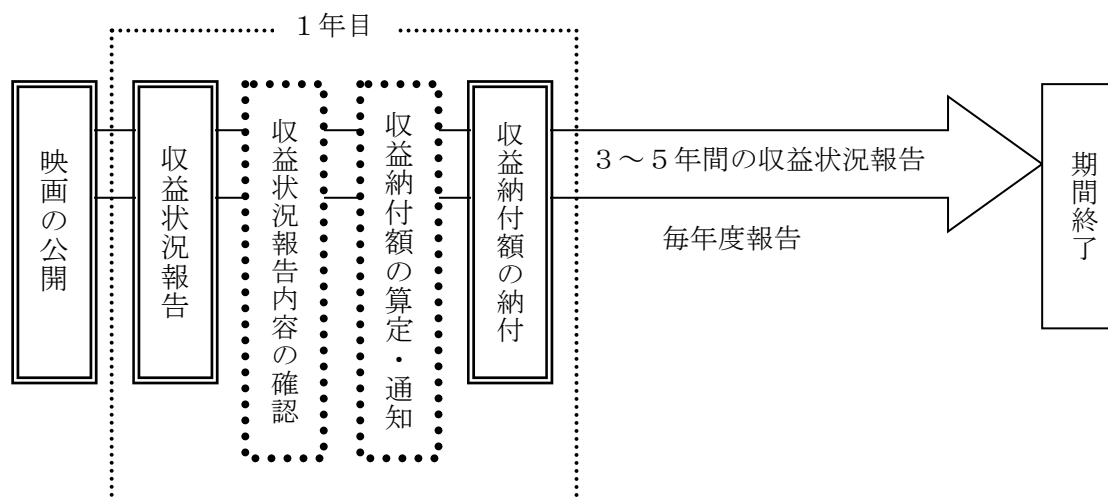 １年目
映画の公開
収益状況報告
収益状況報告内容の確認
収益納付額の算定・通知
収益納付額の納付
３～５年間の収益状況報告
毎年度報告
期間終了